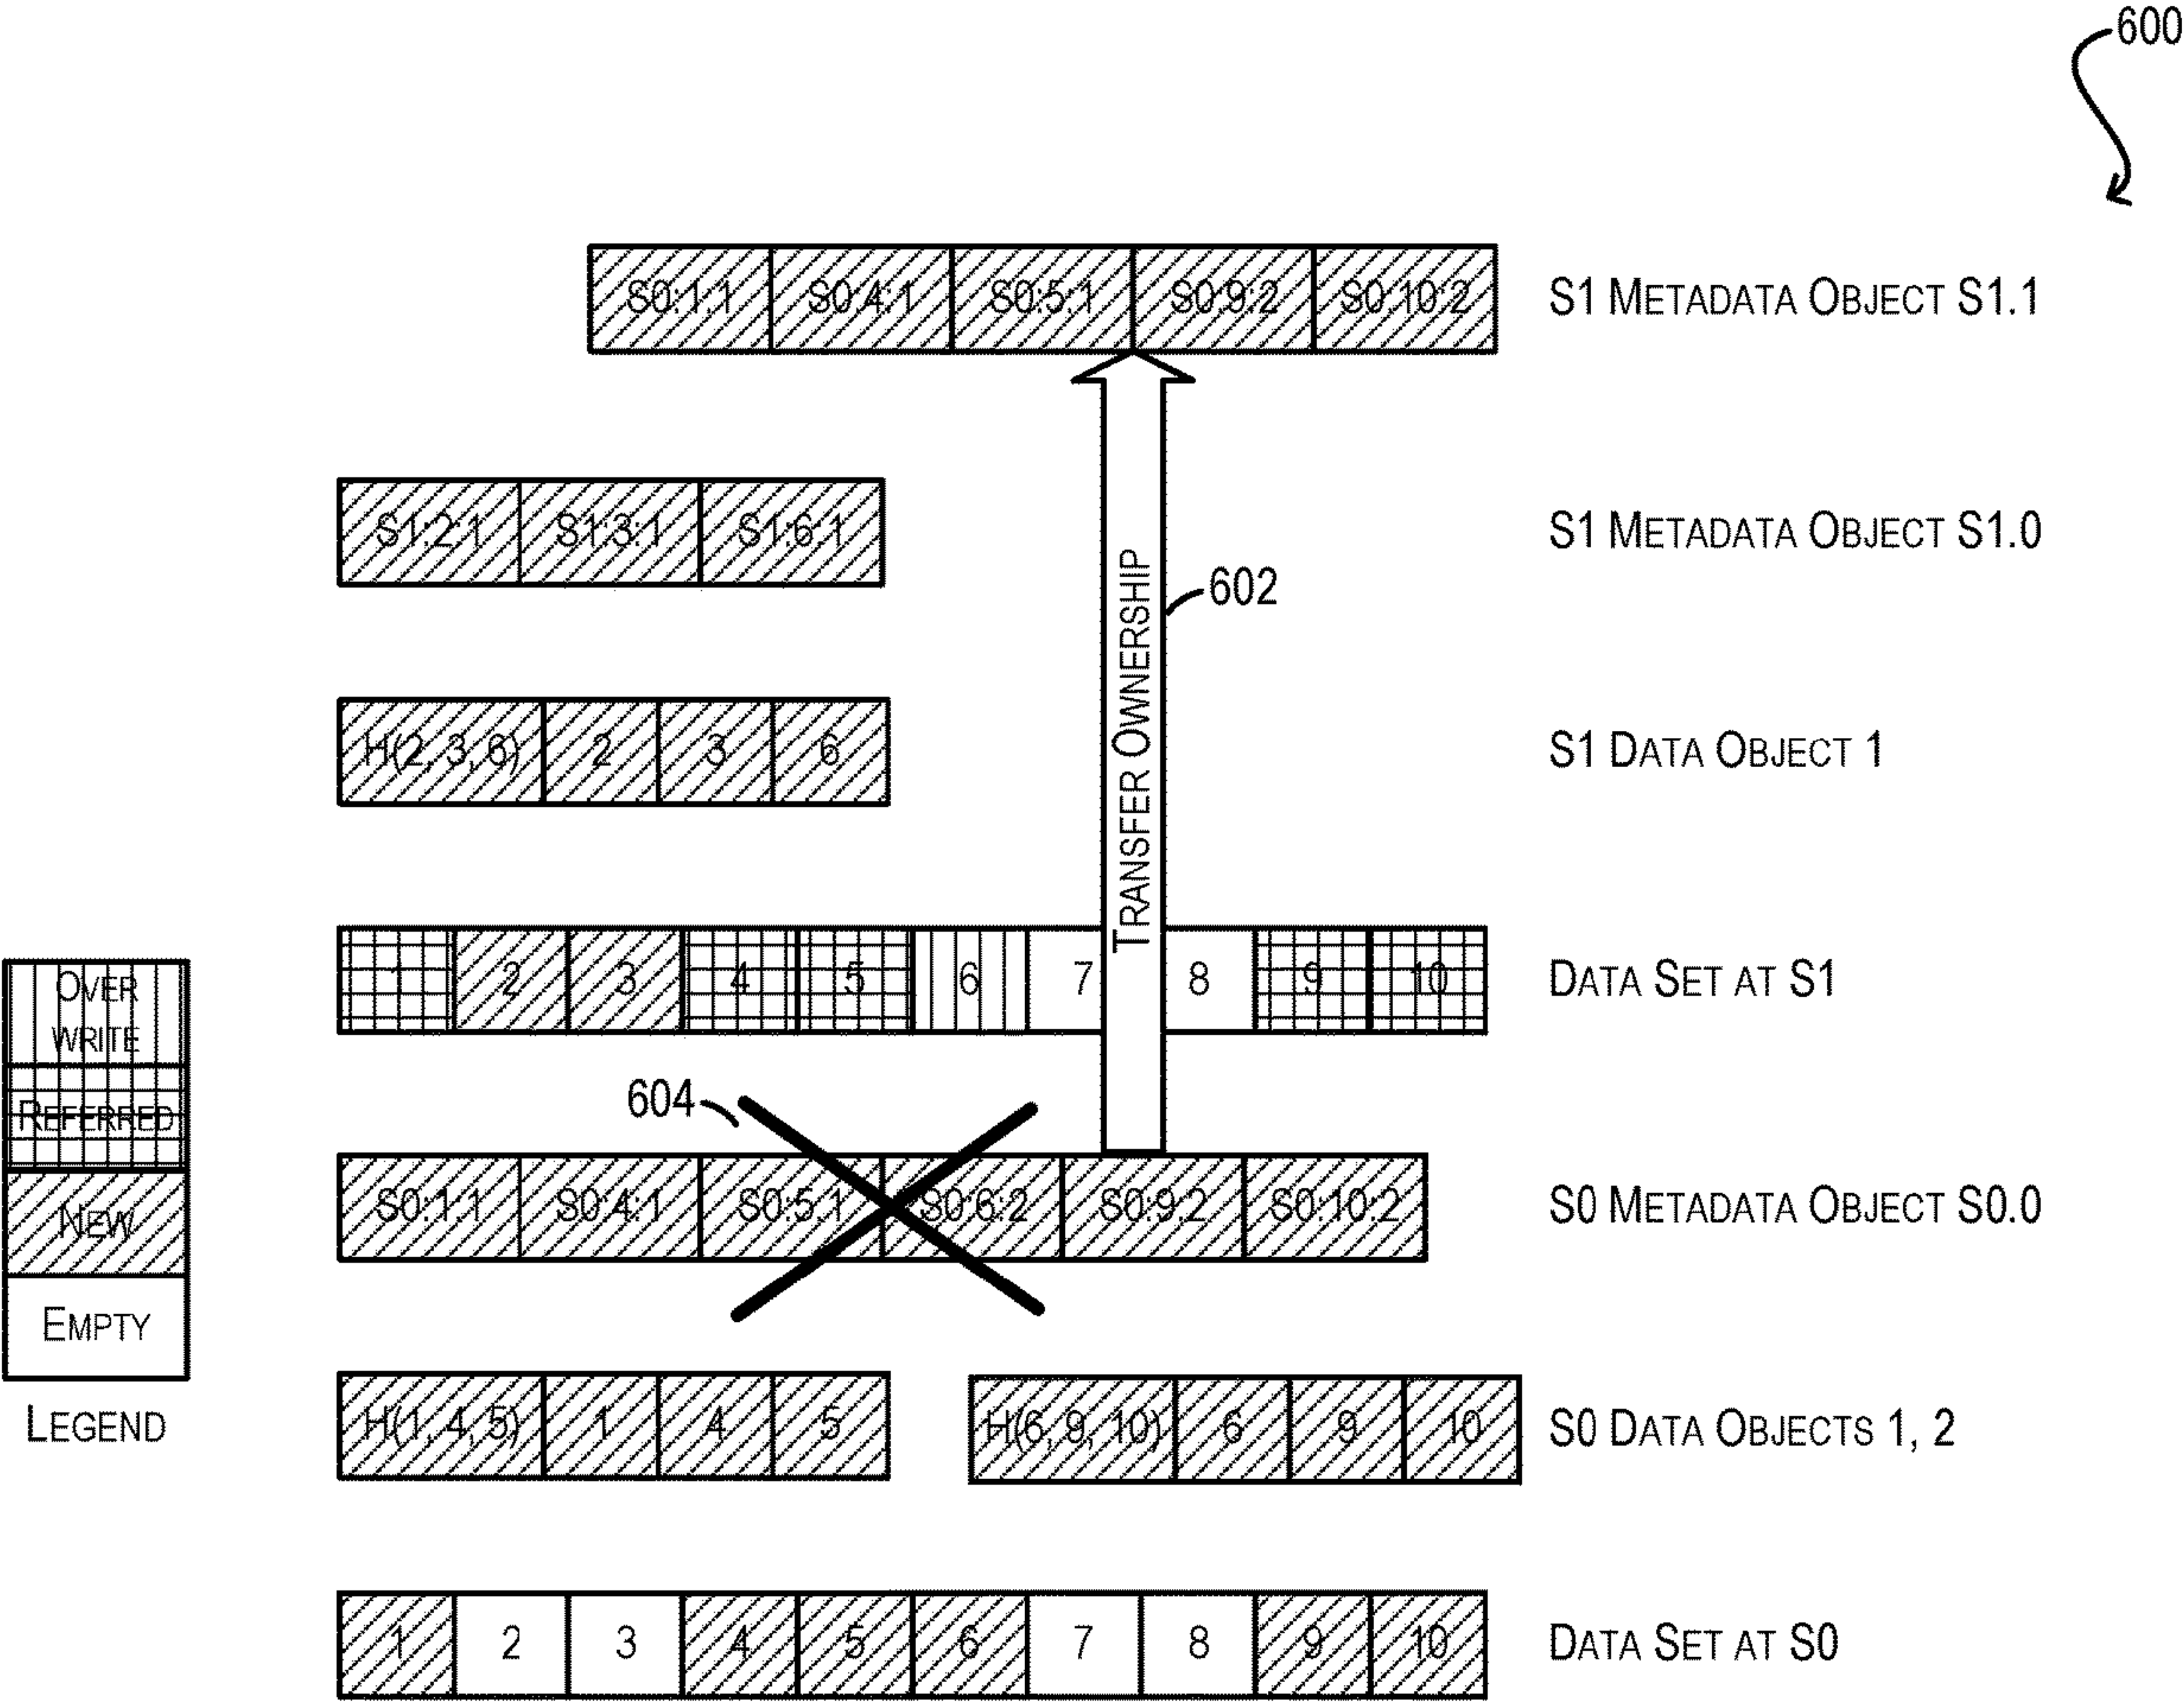 600
S0:1:1 S0:4:1 S0:5:1 S0:9:2 S0:10:2 S1 METADATA OBJECT S1.1
S1:2:1 S1:3:1 S1:6:1 S1 METADATA OBJECT S1.0
602
TRANSFER OWNERSHIP
H(2, 3, 6) 2 3 6 S1 DATA OBJECT 1
1 2 3 4 5 6 7 8 9 10 DATA SET AT S1
604
S0:1:1 S0:4:1 S0:5:1 S0:6:2 S0:9:2 S0:10:2 S0 METADATA OBJECT S0.0
H(1, 4, 5) 1 4 5 H(6, 9, 10) 6 9 10 S0 DATA OBJECTS 1, 2
1 2 3 4 5 6 7 8 9 10 DATA SET AT S0
OVER
WRITE
REFERRED
NEW
EMPTY
LEGEND